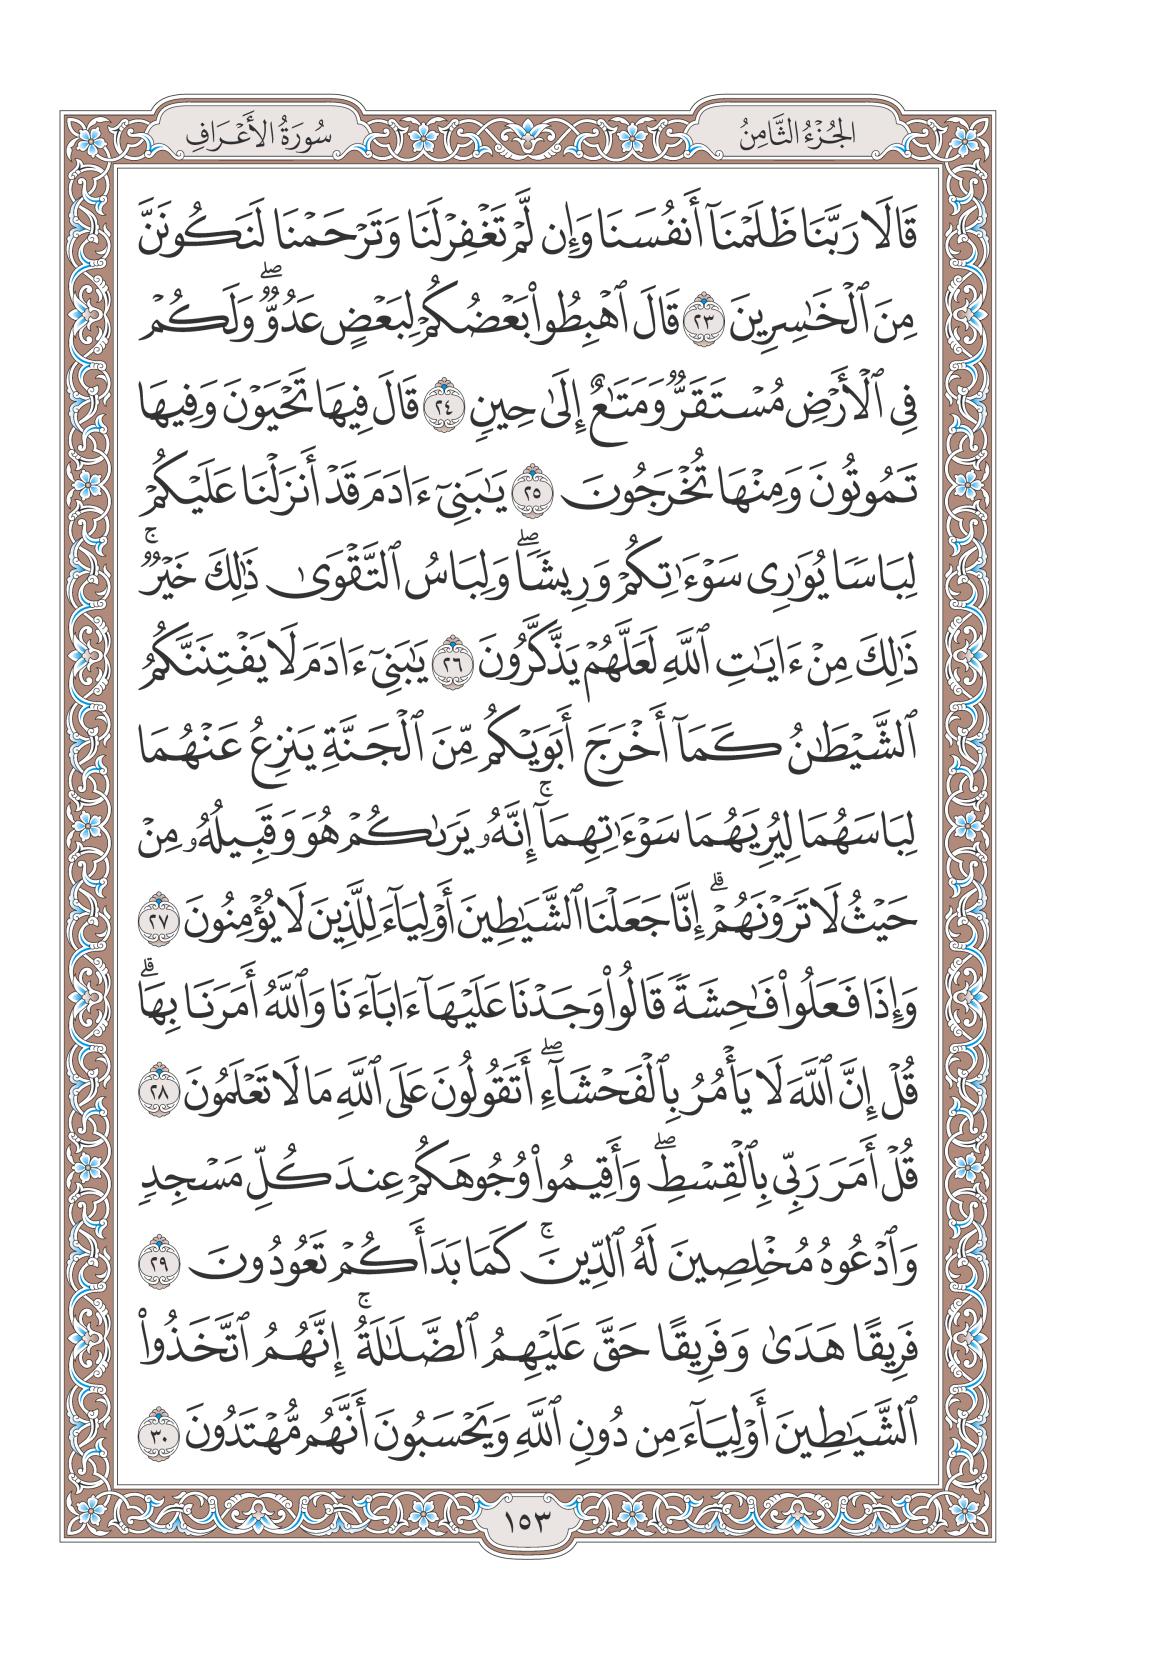 الجُزْءُ الثَّامِنُ
سُورَةُ الأَعْرَافِ
قَالَا رَبَّنَا ظَلَمْنَآ أَنفُسَنَا وَإِن لَّمْ تَغْفِرْ لَنَا وَتَرْحَمْنَا لَنَكُونَنَّ
مِنَ ٱلْخَٰسِرِينَ ٢٣ قَالَ ٱهْبِطُوا۟ بَعْضُكُمْ لِبَعْضٍ عَدُوٌّ ۖ وَلَكُمْ
فِى ٱلْأَرْضِ مُسْتَقَرٌّ وَمَتَٰعٌ إِلَىٰ حِينٍ ٢٤ قَالَ فِيهَا تَحْيَوْنَ وَفِيهَا
تَمُوتُونَ وَمِنْهَا تُخْرَجُونَ ٢٥ يَٰبَنِىٓ ءَادَمَ قَدْ أَنزَلْنَا عَلَيْكُمْ
لِبَاسًا يُوَٰرِى سَوْءَٰتِكُمْ وَرِيشًا ۖ وَلِبَاسُ ٱلتَّقْوَىٰ ذَٰلِكَ خَيْرٌ ۚ
ذَٰلِكَ مِنْ ءَايَٰتِ ٱللَّهِ لَعَلَّهُمْ يَذَّكَّرُونَ ٢٦ يَٰبَنِىٓ ءَادَمَ لَا يَفْتِنَنَّكُمُ
ٱلشَّيْطَٰنُ كَمَآ أَخْرَجَ أَبَوَيْكُم مِّنَ ٱلْجَنَّةِ يَنزِعُ عَنْهُمَا
لِبَاسَهُمَا لِيُرِيَهُمَا سَوْءَٰتِهِمَآ ۚ إِنَّهُۥ يَرَىٰكُمْ هُوَ وَقَبِيلُهُۥ مِنْ
حَيْثُ لَا تَرَوْنَهُمْ ۗ إِنَّا جَعَلْنَا ٱلشَّيَٰطِينَ أَوْلِيَآءَ لِلَّذِينَ لَا يُؤْمِنُونَ ٢٧
وَإِذَا فَعَلُوا۟ فَٰحِشَةً قَالُوا۟ وَجَدْنَا عَلَيْهَآ ءَابَآءَنَا وَٱللَّهُ أَمَرَنَا بِهَا ۗ
قُلْ إِنَّ ٱللَّهَ لَا يَأْمُرُ بِٱلْفَحْشَآءِ ۖ أَتَقُولُونَ عَلَى ٱللَّهِ مَا لَا تَعْلَمُونَ ٢٨
قُلْ أَمَرَ رَبِّى بِٱلْقِسْطِ ۖ وَأَقِيمُوا۟ وُجُوهَكُمْ عِندَ كُلِّ مَسْجِدٍ
وَٱدْعُوهُ مُخْلِصِينَ لَهُ ٱلدِّينَ ۚ كَمَا بَدَأَكُمْ تَعُودُونَ ٢٩
فَرِيقًا هَدَىٰ وَفَرِيقًا حَقَّ عَلَيْهِمُ ٱلضَّلَٰلَةُ ۚ إِنَّهُمُ ٱتَّخَذُوا۟
ٱلشَّيَٰطِينَ أَوْلِيَآءَ مِن دُونِ ٱللَّهِ وَيَحْسَبُونَ أَنَّهُم مُّهْتَدُونَ ٣٠
١٥٣